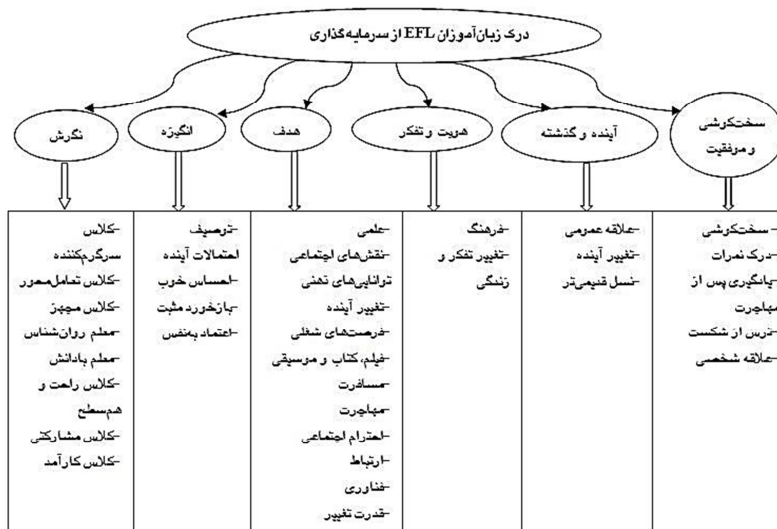 درک زبان‌آموزان EFL از سرمایه‌گذاری
سخت‌کوشی
و موفقیت
آینده و گذشته
هویت و تفکر
هدف
انگیزه
نگرش
-سخت‌کوشی
-درک نمرات
-یادگیری پس از
مهاجرت
-ترس از شکست
-علاقه شخصی
-علاقه عمومی
-تغییر آینده
-نسل قدیمی‌تر
-فرهنگ
-تغییر تفکر و
زندگی
-علمی
-نقش‌های اجتماعی
توانایی‌های ذهنی
-تغییر آینده
-فرصت‌های شغلی
-فیلم، کتاب و موسیقی
-مسافرت
-مهاجرت
-احترام اجتماعی
-ارتباط
-فناوری
-قدرت تغییر
-توصیف
احتمالات آینده
-احساس خوب
-بازخورد مثبت
-اعتماد به‌نفس
-کلاس
سرگرم‌کننده
-کلاس تعامل‌محور
-کلاس مجهز
-معلم روان‌شناس
-معلم بادانش
-کلاس راحت و
هم‌سطح
-کلاس مشارکتی
-کلاس کارآمد